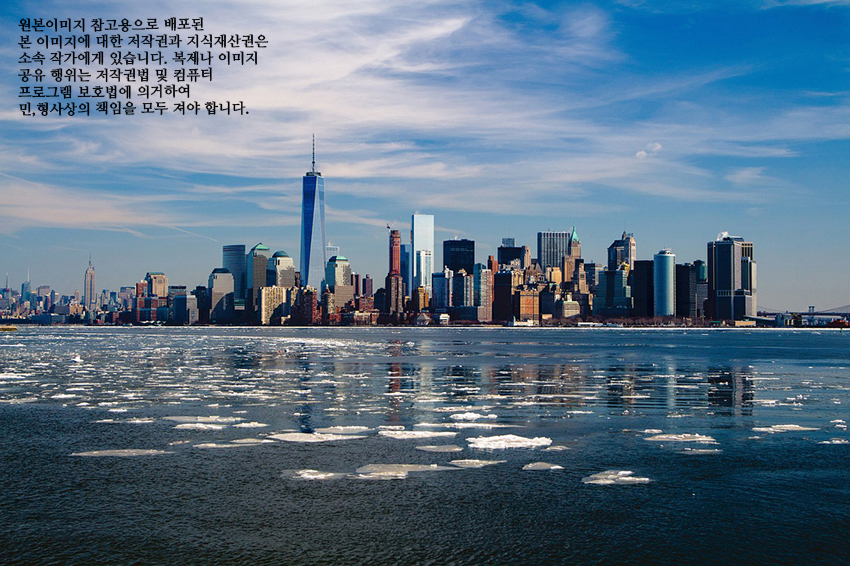 원본이미지 참고용으로 배포된
본 이미지에 대한 저작권과 지식재산권은
소속 작가에게 있습니다. 복제나 이미지
공유 행위는 저작권법 및 컴퓨터
프로그램 보호법에 의거하여
민,형사상의 책임을 모두 져야 합니다.